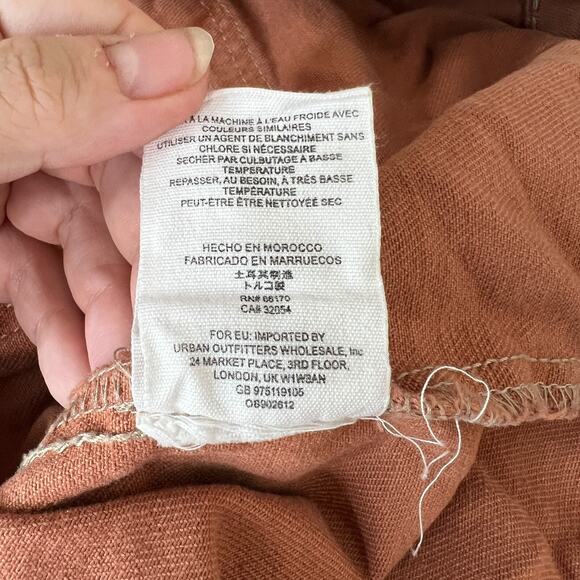 À LA MACHINE À L'EAU FROIDE AVEC
COULEURS SIMILAIRES
UTILISER UN AGENT DE BLANCHIMENT SANS
CHLORE SI NÉCESSAIRE
SECHER PAR CULBUTAGE A BASSE
TEMPÉRATURE
REPASSER, AU BESOIN, À TRÈS BASSE
TEMPÉRATURE
PEUT-ÊTRE ÊTRE NETTOYÉE SEC
HECHO EN MOROCCO
FABRICADO EN MARRUECOS
土耳其制造
トルコ製
RN# 66170
CA# 32054
FOR EU: IMPORTED BY
URBAN OUTFITTERS WHOLESALE, Inc
24 MARKET PLACE, 3RD FLOOR,
LONDON, UK W1W8AN
GB 975119105
OB902612